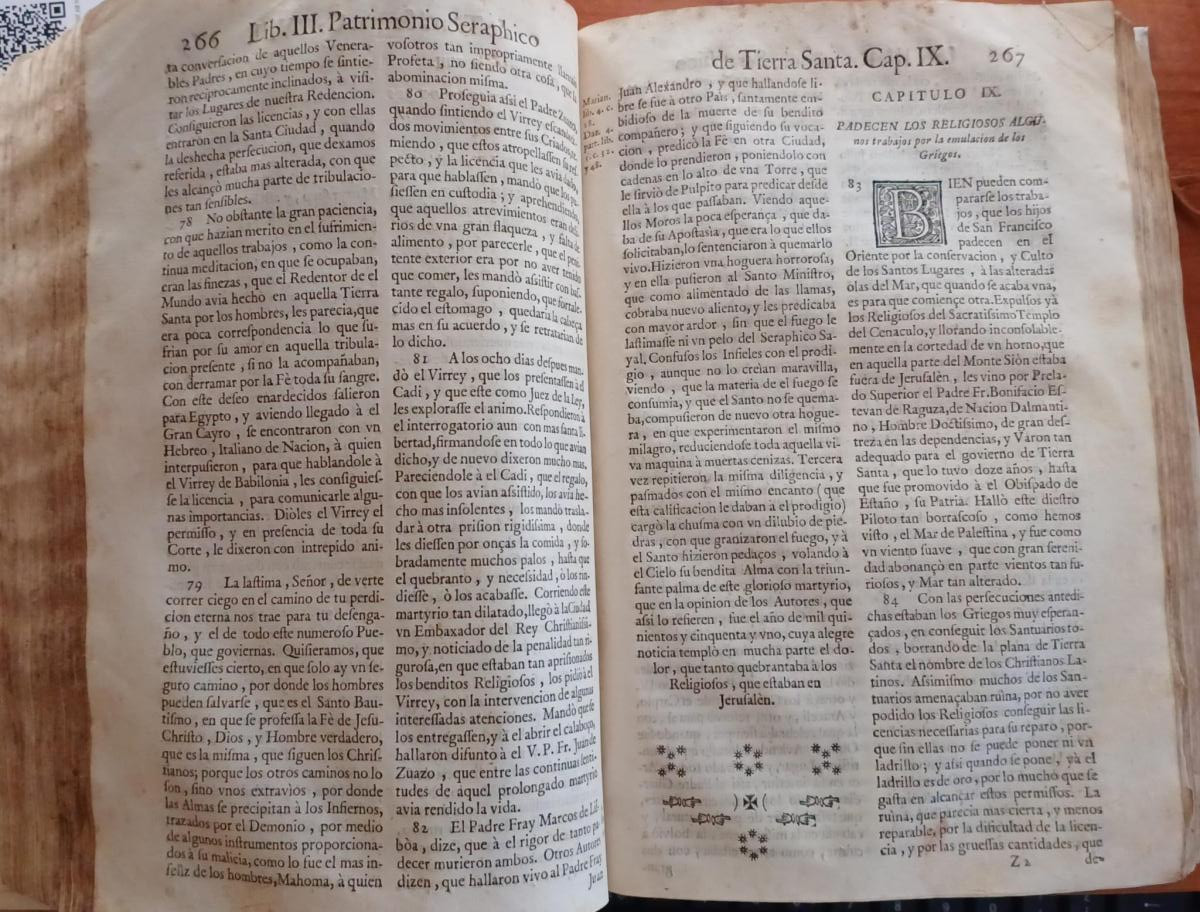 266 Lib. III. Patrimonio Seraphico
ta conversacion de aquellos Venera-
bles Padres, en cuyo tiempo se sintie-
ron reciprocamente inclinados, à visi-
tar los Lugares de nuestra Redencion.
Consiguieron las licencias, y con ellas
entraron en la Santa Ciudad, quando
la deshecha persecucion, que dexamos
referida, estaba mas alterada, con que
les alcançò mucha parte de tribulacio-
nes tan sensibles.
78 No obstante la gran paciencia,
con que hazian merito en el sufrimien-
to de aquellos trabajos, como la con-
tinua meditacion, en que se ocupaban,
eran las finezas, que el Redentor de el
Mundo avia hecho en aquella Tierra
Santa por los hombres, les parecia, que
era poca correspondencia lo que su-
frian por su amor en aquella tribula-
cion presente, si no la acompañaban,
con derramar por la Fè toda su sangre.
Con este deseo enardecidos salieron
para Egypto, y aviendo llegado à el
Gran Cayro, se encontraron con vn
Hebreo, Italiano de Nacion, à quien
interpusieron, para que hablandole à
el Virrey de Babilonia, les consiguies-
se la licencia, para comunicarle algu-
nas importancias. Diòles el Virrey el
permisso, y en presencia de toda su
Corte, le dixeron con intrepido ani-
mo.
79 La lastima, Señor, de verte
correr ciego en el camino de tu perdi-
cion eterna nos trae para tu desenga-
ño, y el de todo este numeroso Pue-
blo, que goviernas. Quisieramos, que
estuviesses cierto, en que solo ay vn se-
guro camino, por donde los hombres
pueden salvarse, que es el Santo Bau-
tismo, en que se professa la Fè de Jesu-
Christo, Dios, y Hombre verdadero,
que es la misma, que siguen los Chris-
tianos; porque los otros caminos no lo
son, sino vnos extravios, por donde
las Almas se precipitan à los Infiernos,
trazados por el Demonio, por medio
de algunos instrumentos proporciona-
dos à su malicia, como lo fue el mas in-
feliz de los hombres, Mahoma, à quien
vosotros tan impropriamente llamais
Profeta, no siendo otra cosa, que la
abominacion misma.
80 Proseguia asi el Padre Zuazo,
quando sintiendo el Virrey escandalo,
dos movimientos entre sus Criados,
miendo, que estos atropellassen su res-
pecto, y la licencia que les avia dado,
para que hablassen, mandò que los pu-
siessen en custodia; y aprehendiendo,
que aquellos atrevimientos eran deli-
rios de vna gran flaqueza, y falta de
alimento, por parecerle, que el peni-
tente exterior era por no aver tenido
que comer, les mandò assistir con bas-
tante regalo, suponiendo, que fortale-
çido el estomago, quedaria la cabeça
mas en su acuerdo, y se retratarian de
lo dicho.
81 A los ocho dias despues man-
dò el Virrey, que los presentassen à el
Cadi, y que este como Juez de la Ley,
les explorasse el animo. Respondieron à
el interrogatorio aun con mas santa li-
bertad, firmandose en todo lo que avian
dicho, y de nuevo dixeron mucho mas.
Pareciendole à el Cadi, que el regalo,
con que los avian assistido, los avia he-
cho mas insolentes, los mandò trasla-
dar à otra prision rigidisima, donde
les diessen por onças la comida, y so-
bradamente muchos palos, hasta que
el quebranto, y necessidad, ò los rin-
diesse, ò los acabasse. Corriendo este
martyrio tan dilatado, llegò à la Ciudad
vn Embaxador del Rey Christianisi-
mo, y noticiado de la penalidad tan ri-
gurosa, en que estaban tan aprisionados
los benditos Religiosos, los pidiò à el
Virrey, con la intervencion de algunas
interessadas atenciones. Mandò que se
los entregassen, y à el abrir el calaboço,
hallaron difunto à el V. P. Fr. Juan de
Zuazo, que entre las continuas lenti-
tudes de aquel prolongado martyrio
avia rendido la vida.
82 El Padre Fray Marcos de Lis-
bòa, dize, que à el rigor de tanto pa-
decer murieron ambos. Otros Autores
dizen, que hallaron vivo al Padre Fray
Juan
de Tierra Santa. Cap. IX. 267
Marian.
lib. 4. c.
18.
Dan. 4.
part. lib.
1. c. 12.
748.
Juan Alexandro, y que hallandose li-
bre se fue à otro Pais, santamente em-
bidioso de la muerte de su bendito
compañero; y que siguiendo su voca-
cion, predicò la Fè en otra Ciudad,
donde lo prendieron, poniendolo con
cadenas en lo alto de vna Torre, que
le sirviò de Pulpito para predicar desde
ella à los que passaban. Viendo aque-
llos Moros la poca esperança, que da-
ba de su Apostasia, que era lo que ellos
solicitaban, lo sentenciaron à quemarlo
vivo. Hizieron vna hoguera horrorosa,
y en ella pusieron al Santo Ministro,
que como alimentado de las llamas,
cobraba nuevo aliento, y les predicaba
con mayor ardor, sin que el fuego le
lastimasse ni vn pelo del Seraphico Sa-
yal. Confusos los Infieles con el prodi-
gio, aunque no lo creìan maravilla,
viendo, que la materia de el fuego se
consumia, y que el Santo no se quema-
ba, compusieron de nuevo otra hogue-
ra, en que experimentaron el mismo
milagro, reduciendose toda aquella vi-
va maquina à muertas cenizas. Tercera
vez repitieron la misma diligencia, y
pasmados con el mismo encanto (que
esta calificacion le daban à el prodigio)
cargò la chusma con vn dilubio de pie-
dras, con que granizaron el fuego, y à
el Santo hizieron pedaços, volando à
el Cielo su bendita Alma con la triun-
fante palma de este glorioso martyrio,
que en la opinion de los Autores, que
assi lo refieren, fue el año de mil qui-
nientos y cinquenta y vno, cuya alegre
noticia templò en mucha parte el do-
lor, que tanto quebrantaba à los
Religiosos, que estaban en
Jerusalèn.
CAPITULO IX.
PADECEN LOS RELIGIOSOS ALGU-
nos trabajos por la emulacion de los
Griegos.
83 BIEN pueden com-
pararse los traba-
jos, que los hijos
de San Francisco
padecen en el
Oriente por la conservacion, y Culto
de los Santos Lugares, à las alteradas
olas del Mar, que quando se acaba vna,
es para que comiençe otra. Expulsos yà
los Religiosos del Sacratissimo Templo
del Cenaculo, y llorando inconsolable-
mente en la cortedad de vn horno, que
en aquella parte del Monte Siòn estaba
fuera de Jerusalèn, les vino por Prela-
do Superior el Padre Fr. Bonifacio Es-
tevan de Raguza, de Nacion Dalmanti-
no, Hombre Doctissimo, de gran des-
treza en las dependencias, y Varon tan
adequado para el govierno de Tierra
Santa, que lo tuvo doze años, hasta
que fue promovido à el Obispado de
Estaño, su Patria. Hallò este diestro
Piloto tan borrascoso, como hemos
visto, el Mar de Palestina, y fue como
vn viento suave, que con gran sereni-
dad abonançò en parte vientos tan fu-
riosos, y Mar tan alterado.
84 Con las persecuciones antedi-
chas estaban los Griegos muy esperan-
çados, en conseguir los Santuarios to-
dos, borrando de la plana de Tierra
Santa el nombre de los Christianos La-
tinos. Assimismo muchos de los San-
tuarios amenaçaban ruìna, por no aver
podido los Religiosos conseguir las li-
cencias necessarias para su reparo, por-
que sin ellas no se puede poner ni vn
ladrillo; y asi quando se pone, yà el
ladrillo es de oro, por lo mucho que se
gasta en alcançar estos permissos. La
ruina, que parecia mas cierta, y menos
reparable, por la dificultad de la licen-
cia, y por las gruessas cantidades, que
Z 2 de